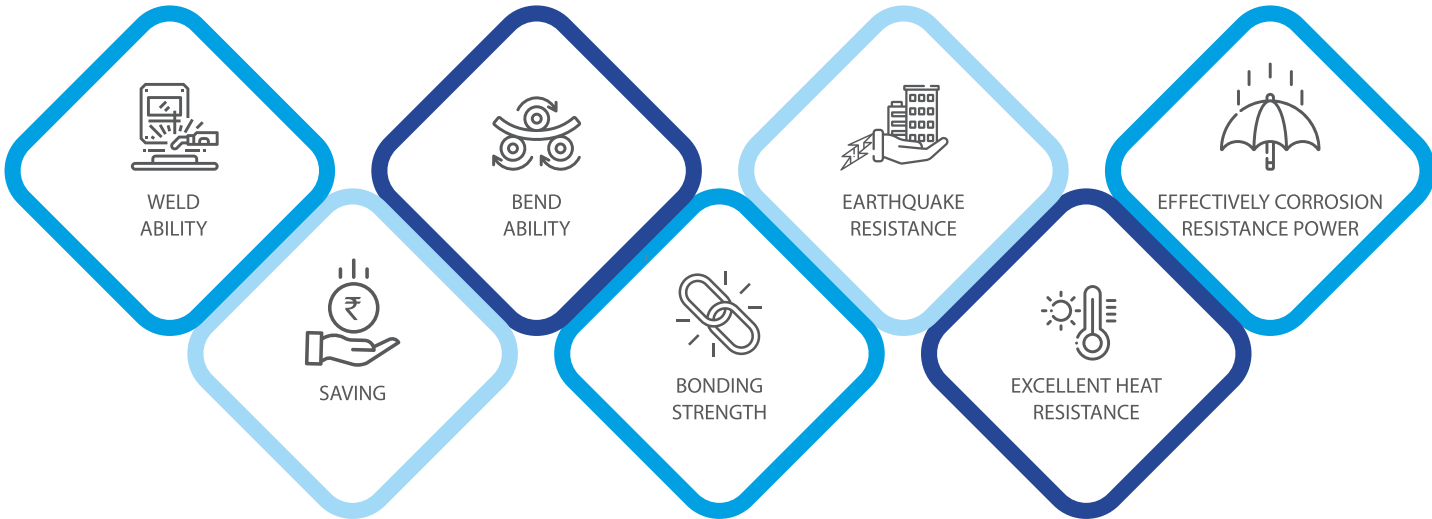 WELD
ABILITY
₹
SAVING
BEND
ABILITY
BONDING
STRENGTH
EARTHQUAKE
RESISTANCE
EXCELLENT HEAT
RESISTANCE
EFFECTIVELY CORROSION
RESISTANCE POWER